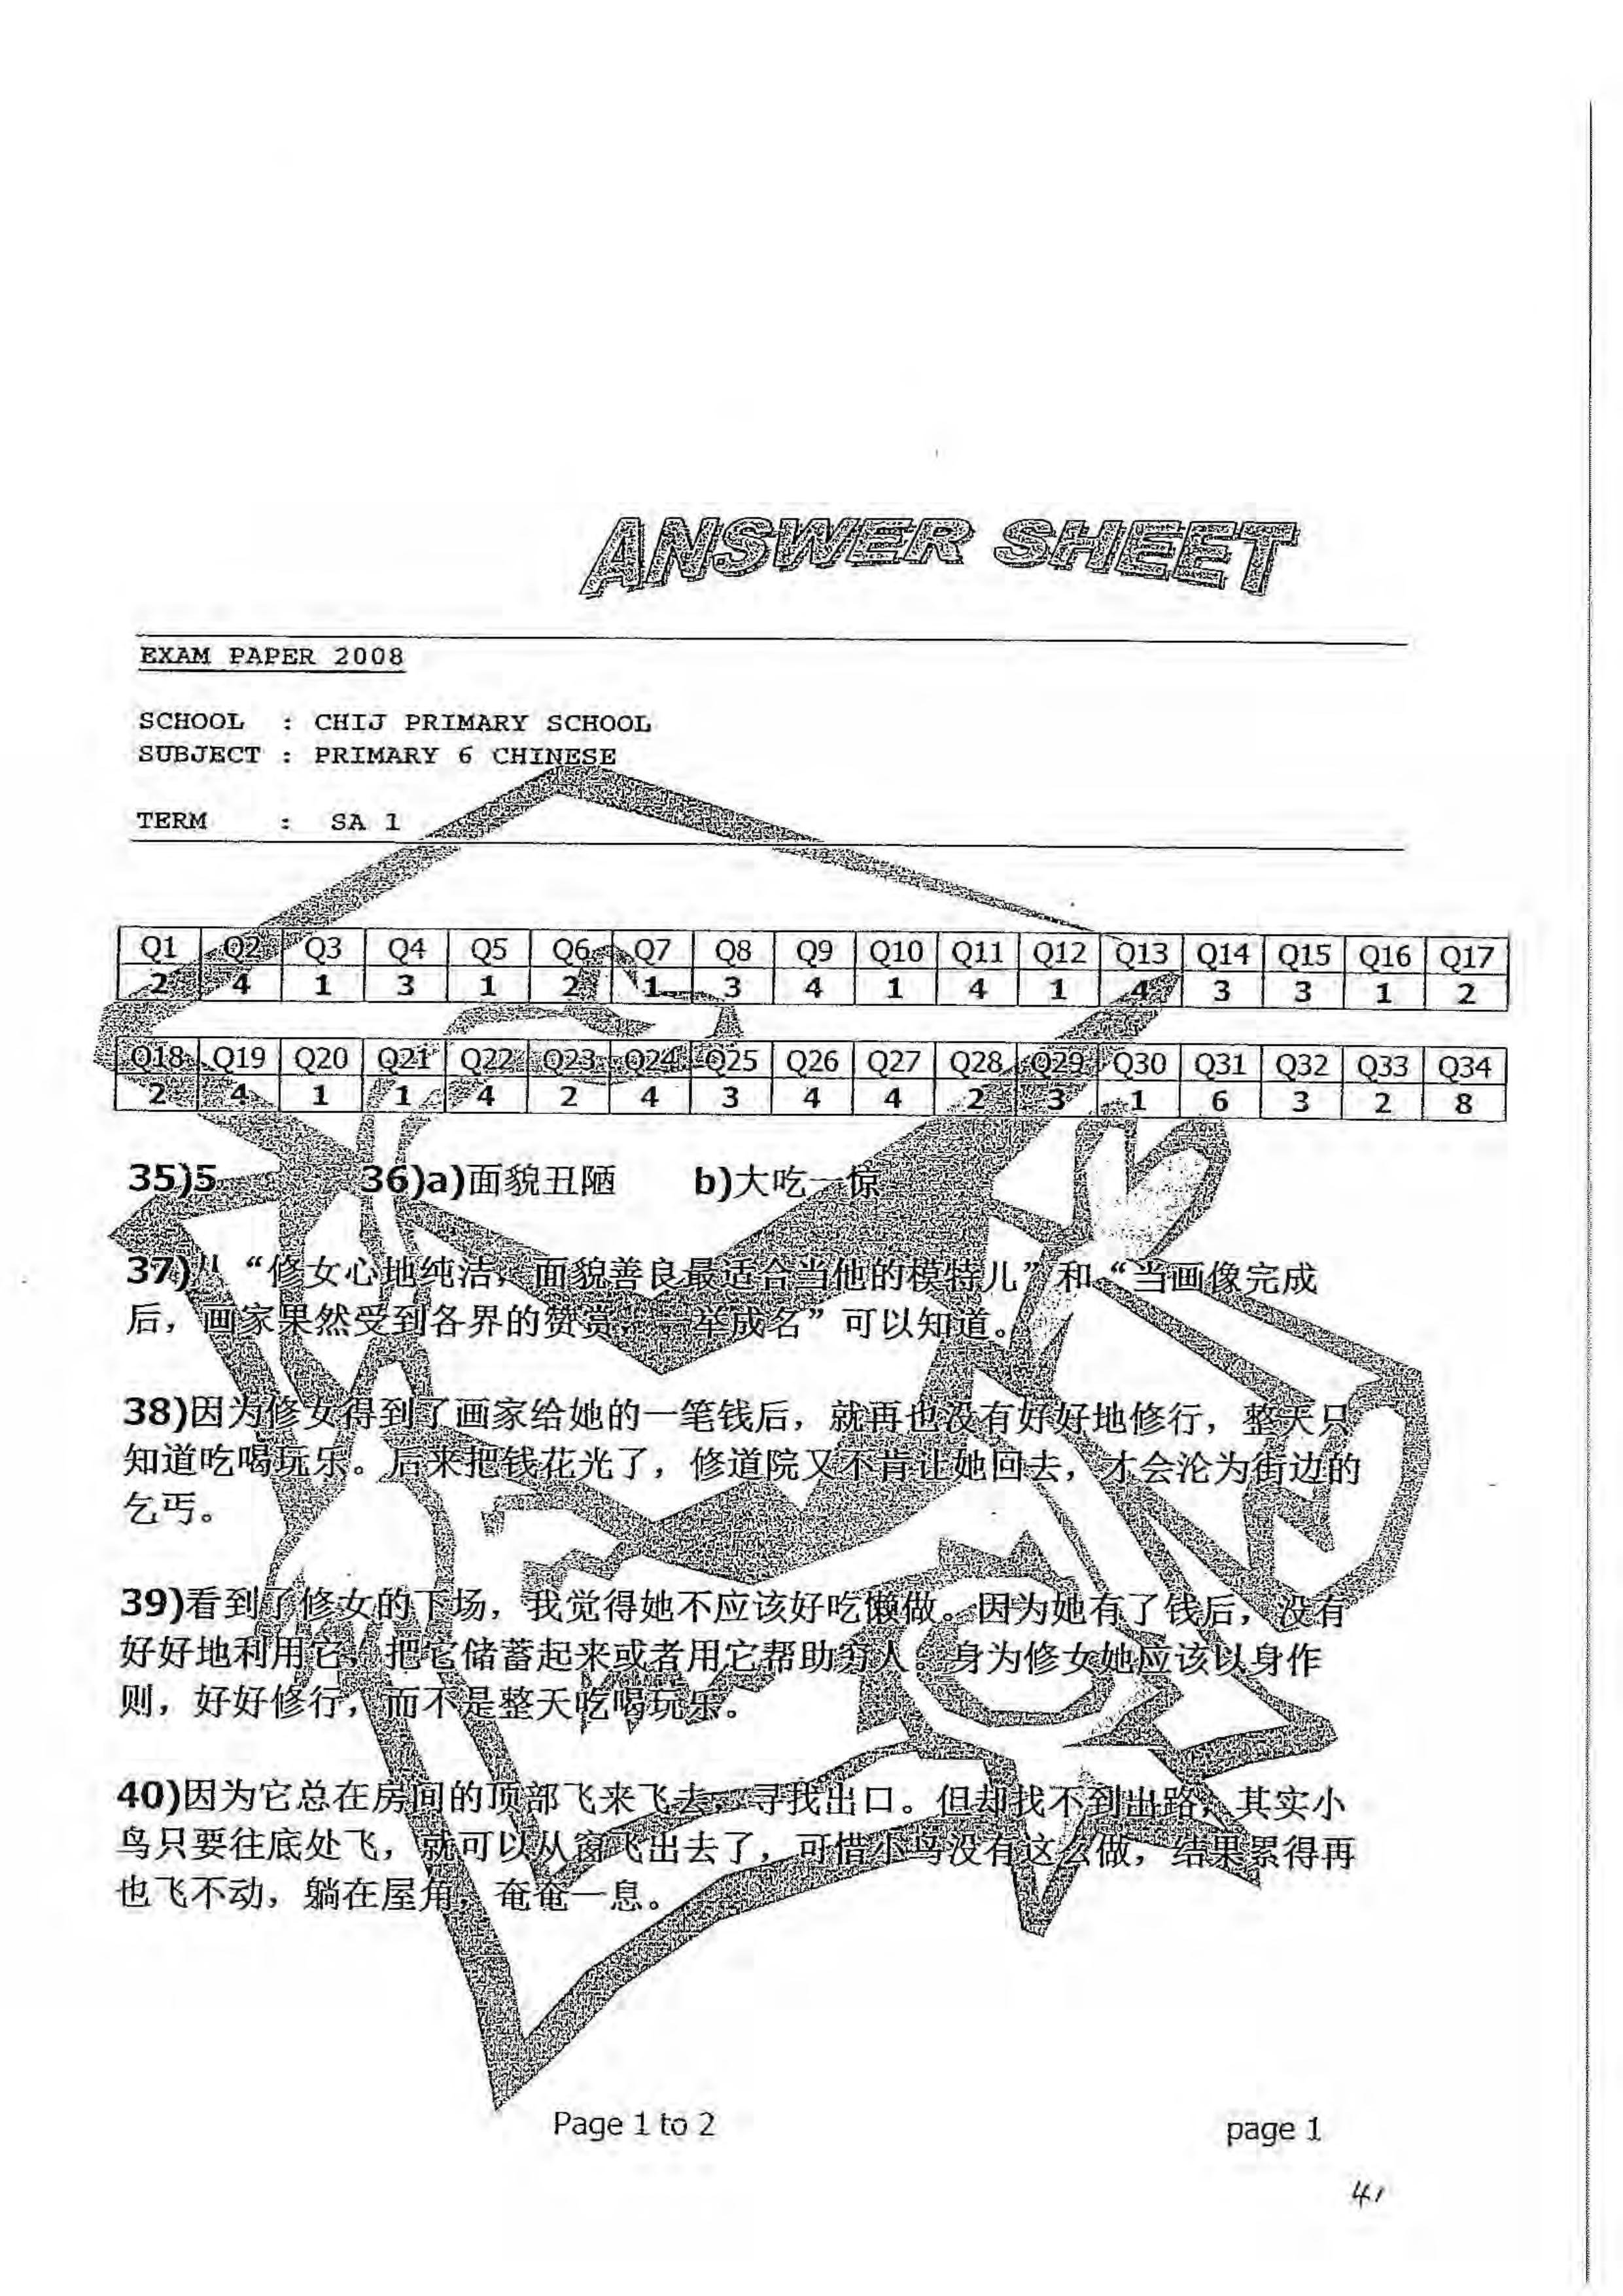 ANSWER SHEET
EXAM PAPER 2008
SCHOOL : CHIJ PRIMARY SCHOOL
SUBJECT : PRIMARY 6 CHINESE
TERM : SA 1
Q1 Q2 Q3 Q4 Q5 Q6 Q7 Q8 Q9 Q10 Q11 Q12 Q13 Q14 Q15 Q16 Q17
2 4 1 3 1 2 1 3 4 1 4 1 4 3 3 1 2
Q18 Q19 Q20 Q21 Q22 Q23 Q24 Q25 Q26 Q27 Q28 Q29 Q30 Q31 Q32 Q33 Q34
2 4 1 1 4 2 4 3 4 4 2 3 1 6 3 2 8
35)5 36)a)面貌丑陋 b)大吃一惊
37)从“修女心地纯洁，面貌善良最适合当他的模特儿”和“当画像完成
后，画家果然受到各界的赞赏，一举成名”可以知道。
38)因为修女得到了画家给她的一笔钱后，就再也没有好好地修行，整天只
知道吃喝玩乐。后来把钱花光了，修道院又不肯让她回去，才会沦为街边的
乞丐。
39)看到了修女的下场，我觉得她不应该好吃懒做。因为她有了钱后，没有
好好地利用它，把它储蓄起来或者用它帮助穷人。身为修女她应该以身作
则，好好修行，而不是整天吃喝玩乐。
40)因为它总在房间的顶部飞来飞去，寻我出口。但却找不到出路，其实小
鸟只要往底处飞，就可以从窗飞出去了，可惜小鸟没有这么做，结果累得再
也飞不动，躺在屋角，奄奄一息。
Page 1 to 2 page 1
41